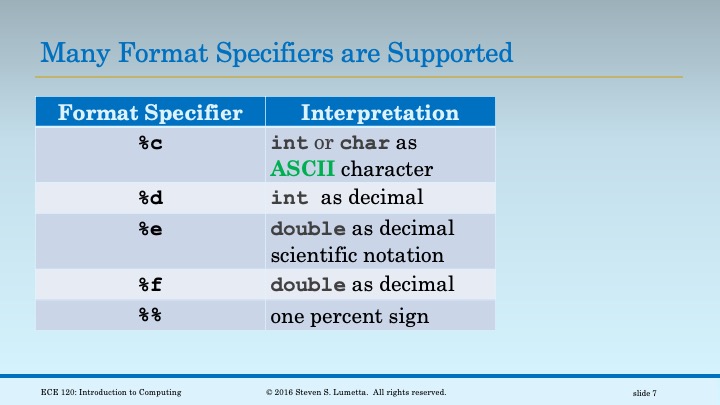 Many Format Specifiers are Supported
Format Specifier Interpretation
%c int or char as
ASCII character
%d int as decimal
%e double as decimal
scientific notation
%f double as decimal
%% one percent sign
ECE 120: Introduction to Computing © 2016 Steven S. Lumetta. All rights reserved. slide 7